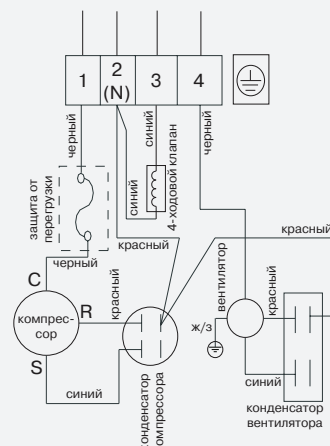 1
2
(N)
3
4
черный
синий
черный
синий
4-ходовой клапан
защита от
перегрузки
красный
красный
черный
C
R
S
компрес-
сор
красный
вентилятор
красный
ж/з
синий
синий
конденсатор
компрессора
конденсатор
вентилятора